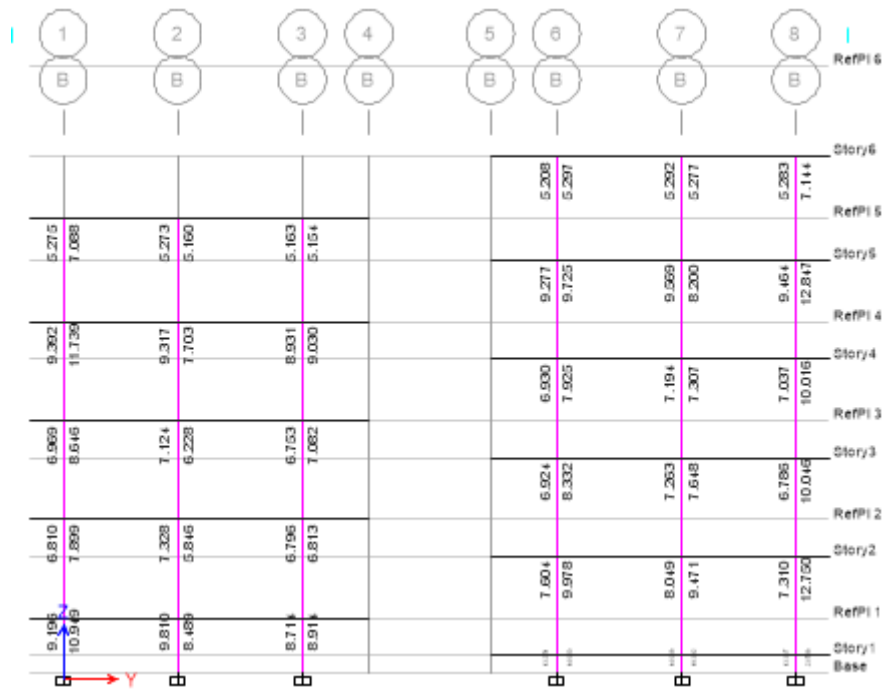 1 2 3 4 5 6 7 8
RefPl 6
B B B B B B B B
Story6
5.208 5.297 5.292 5.277 5.283 7.144
RefPl 5
5.275 7.088 5.273 5.160 5.163 5.154
Story5
9.277 9.725 9.569 8.200 9.464 12.847
RefPl 4
9.392 11.739 9.317 7.703 8.931 9.030
Story4
6.930 7.925 7.194 7.307 7.037 10.016
RefPl 3
6.969 8.646 7.124 6.228 6.753 7.082
Story3
6.924 8.332 7.263 7.648 6.786 10.046
RefPl 2
6.810 7.899 7.328 5.846 6.796 6.813
Story2
7.604 9.978 8.049 9.471 7.310 12.750
RefPl 1
9.196 10.949 9.810 8.489 8.714 8.914
Story1
Base
Z
Y